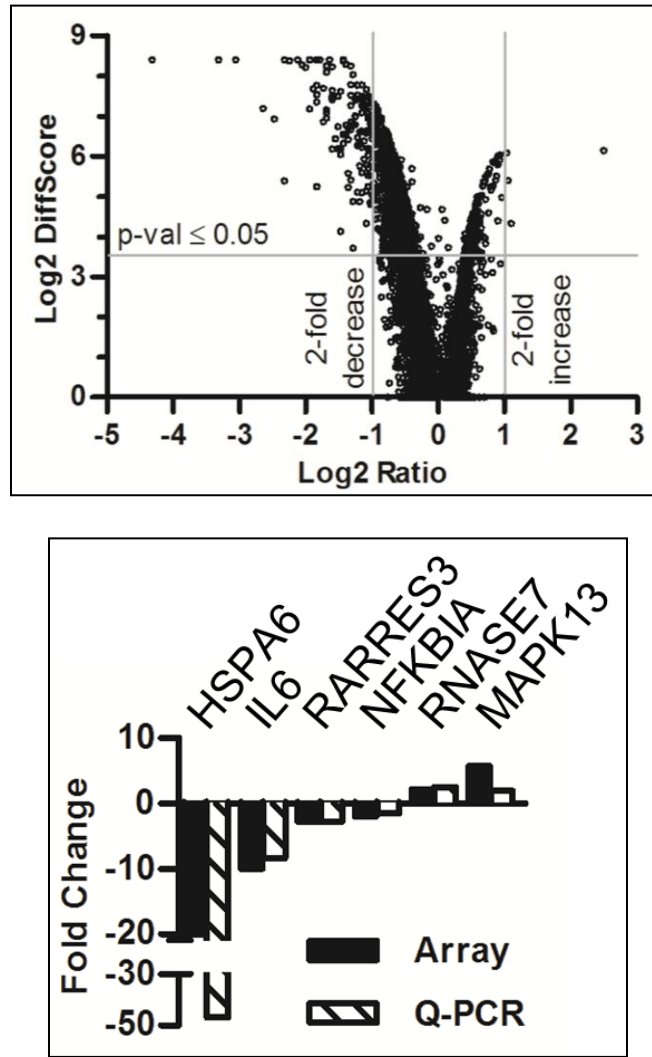 9
6
3
0
Log2 DiffScore
p-val ≤ 0.05
2-fold
decrease
2-fold
increase
-5 -4 -3 -2 -1 0 1 2 3
Log2 Ratio
HSPA6
IL6
RARRES3
NFKBIA
RNASE7
MAPK13
10
0
-10
-20
-30
-50
Fold Change
Array
Q-PCR